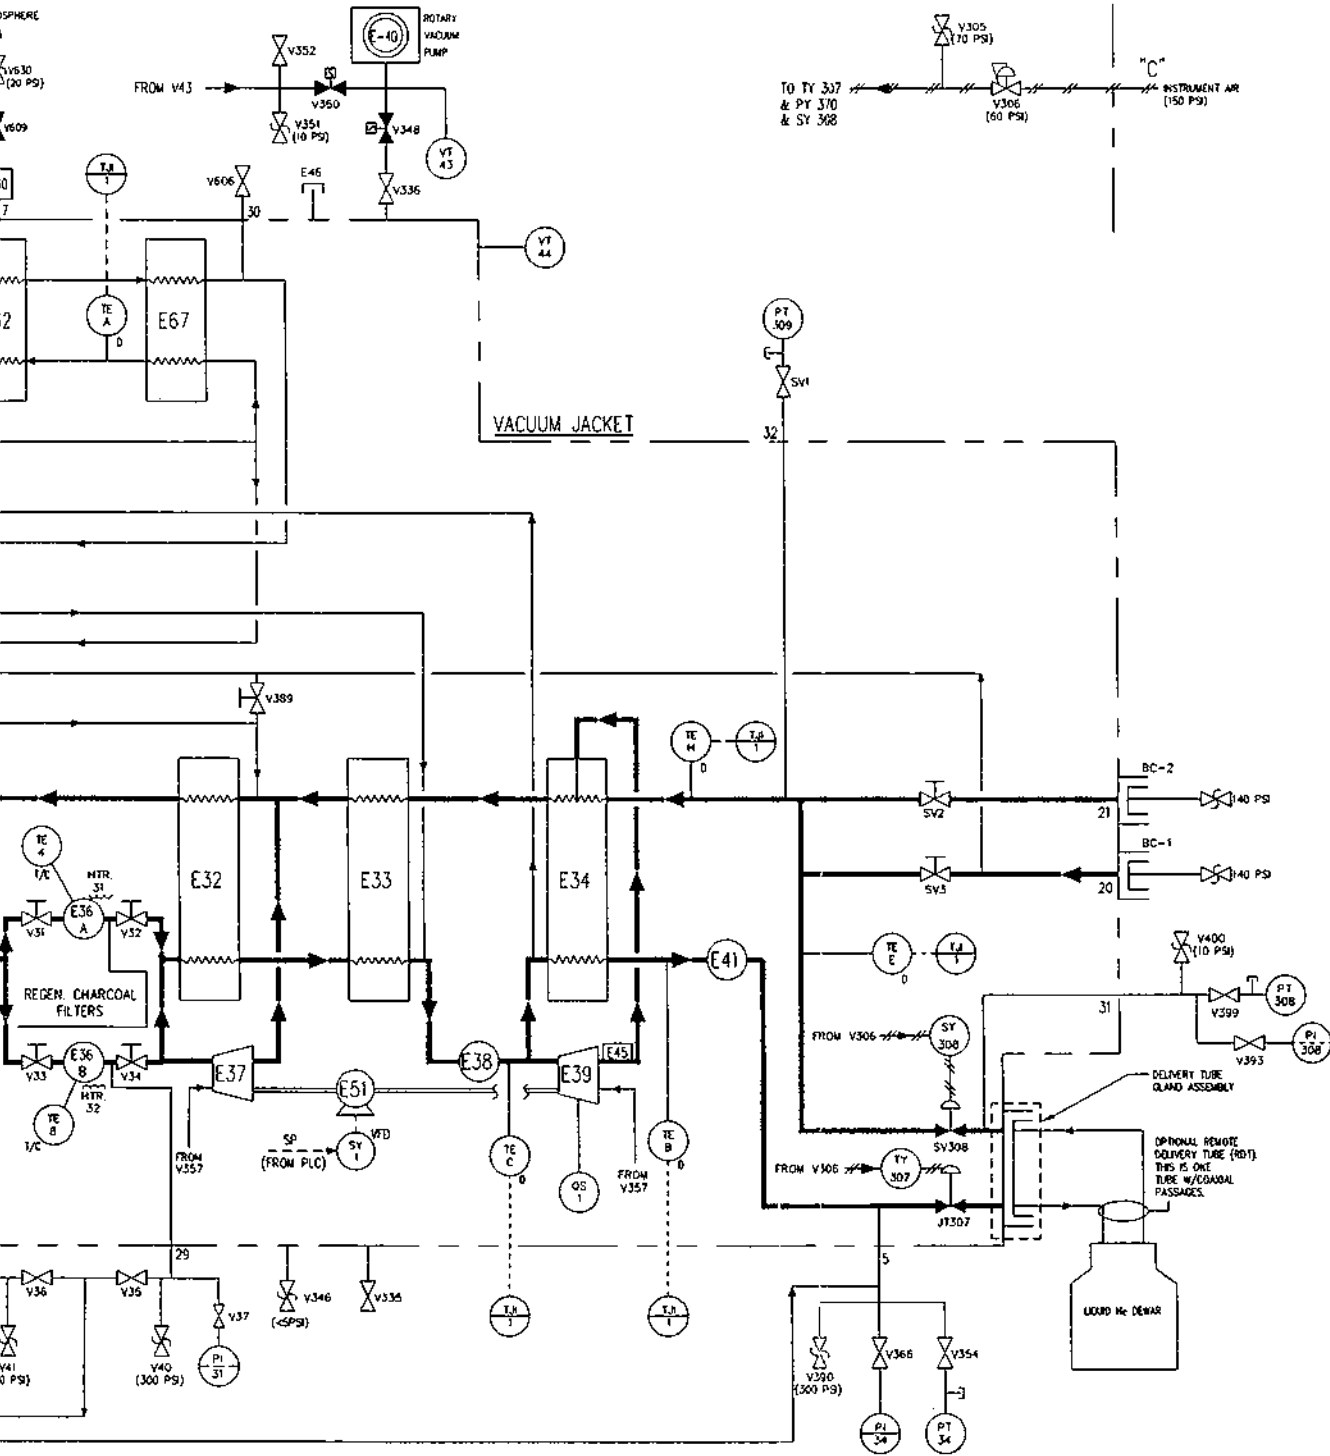 OSPHERE
V630
(20 PSI)
V609
7
FROM V43
V352
V350
V351
(10 PSI)
E-40
ROTARY
VACUUM
PUMP
V348
VT
43
V336
E46
V606
30
VT
44
TE
A
D
E67
V305
(70 PSI)
"C"
TO TY 307
& PY 370
& SY 308
V306
(60 PSI)
INSTRUMENT AIR
(150 PSI)
PT
309
SV1
VACUUM JACKET
32
V389
TE
H
D
BC-2
140 PSI
SV2
21
BC-1
140 PSI
SV3
20
TE
4
T/C
HTR.
31
E36
A
V31
V32
E32
E33
E34
E41
TE
E
D
V400
(10 PSI)
REGEN. CHARCOAL
FILTERS
V399
PT
308
31
V393
PI
308
FROM V306
SY
308
E36
B
V33
V34
HTR.
32
TE
8
T/C
E37
E51
E38
E39
E45
DELIVERY TUBE
GLAND ASSEMBLY
SP
(FROM PLC)
SY
1
VFD
FROM
V357
TE
C
D
QS
1
FROM
V357
TE
B
D
SV308
FROM V306
TY
307
JT307
OPTIONAL REMOTE
DELIVERY TUBE (RDT)
THIS IS ONE
TUBE W/COAXIAL
PASSAGES.
29
5
V36
V35
V37
V346
(<5PSI)
V335
LIQUID He DEWAR
V41
0 PSI)
V40
(300 PSI)
PI
31
V390
(300 PSI)
V366
V354
PI
34
PT
34